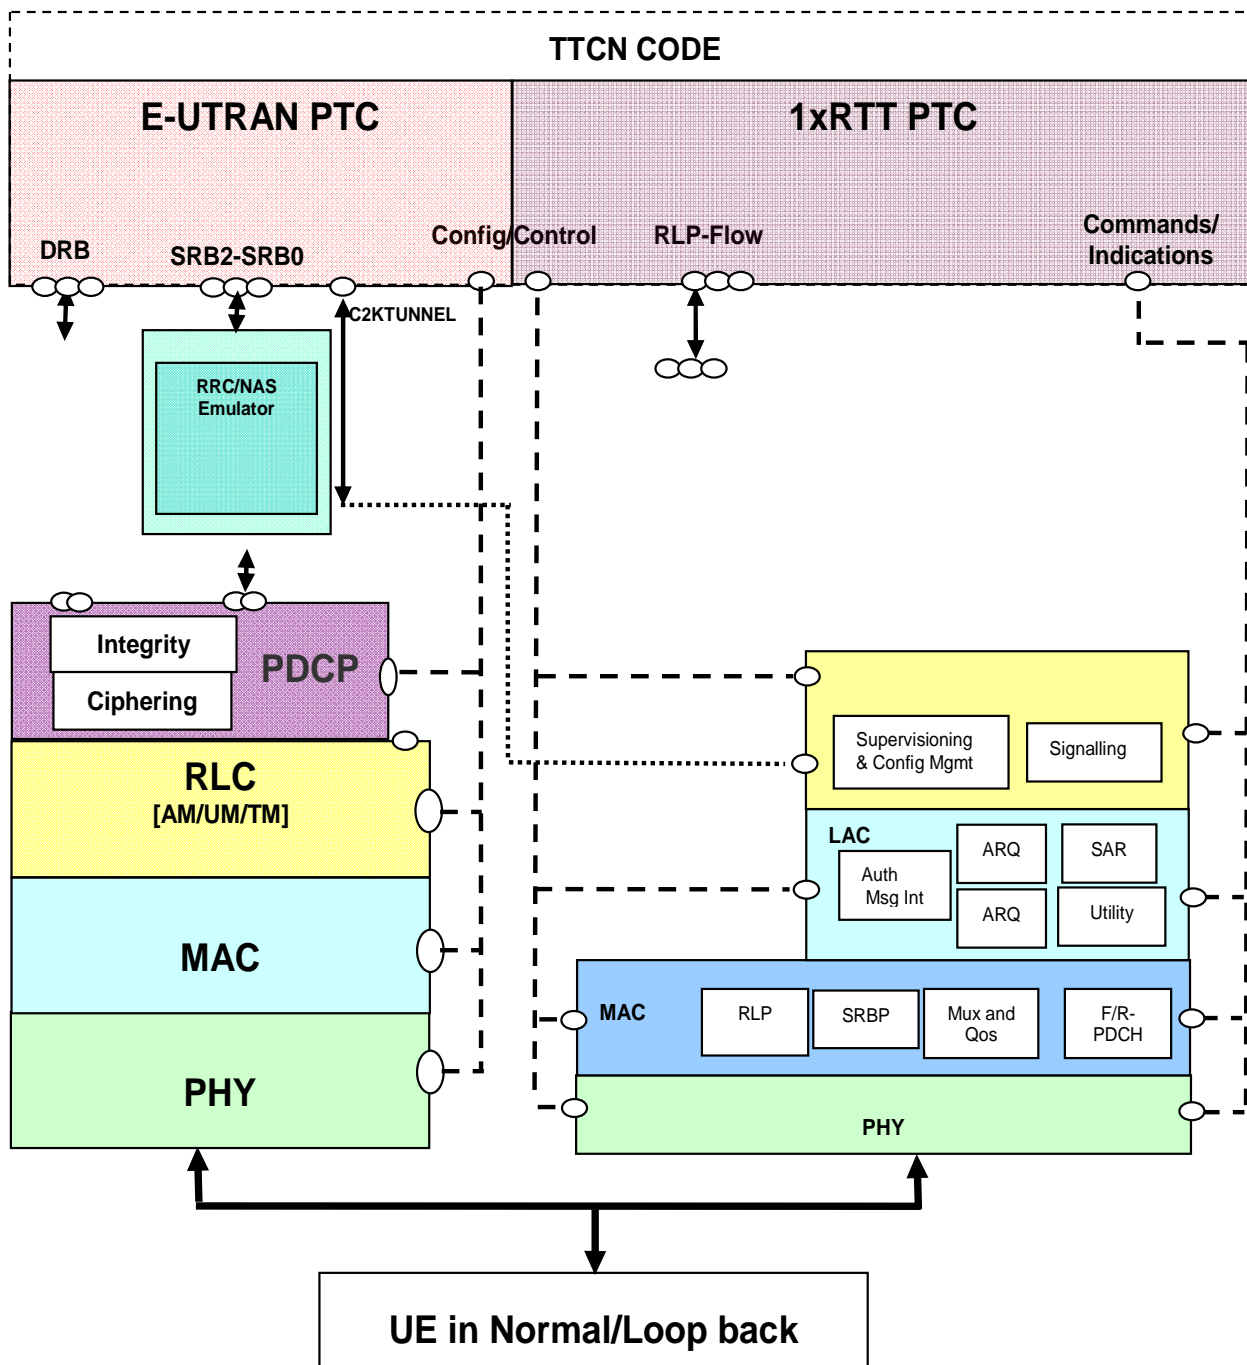 TTCN CODE
E-UTRAN PTC
1xRTT PTC
DRB
SRB2-SRB0
Config/Control
RLP-Flow
Commands/
Indications
C2KTUNNEL
RRC/NAS
Emulator
Integrity
Ciphering
PDCP
RLC
[AM/UM/TM]
MAC
PHY
Supervisioning
& Config Mgmt
Signalling
LAC
Auth
Msg Int
ARQ
SAR
ARQ
Utility
MAC
RLP
SRBP
Mux and
Qos
F/R-
PDCH
PHY
UE in Normal/Loop back